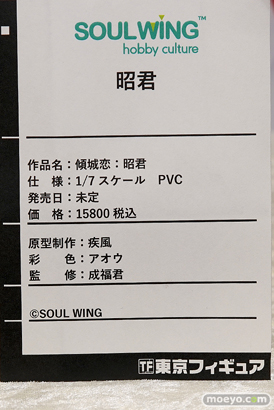 SOULWING™
hobby culture
昭君
作品名：傾城恋：昭君
仕　様：1/7スケール　PVC
発売日：未定
価　格：15800 税込
原型制作：疾風
彩　　色：アオウ
監　　修：成福君
©SOUL WING
TF 東京フィギュア
moeyo.com